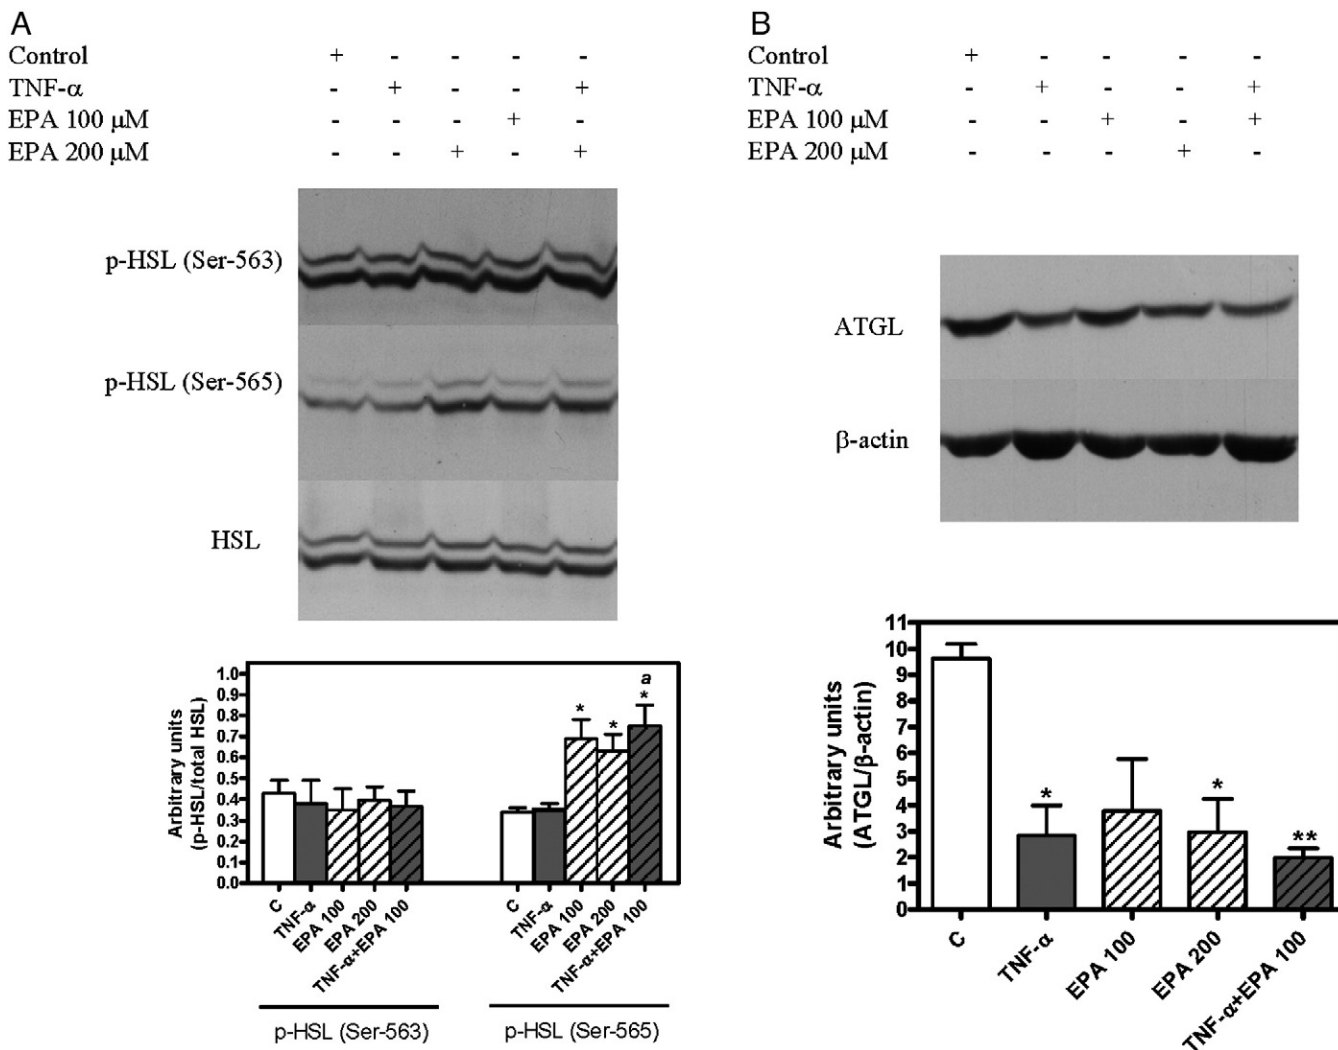 A
Control + - - - -
TNF-α - + - - +
EPA 100 μM - - - + -
EPA 200 μM - - + - +
p-HSL (Ser-563)
p-HSL (Ser-565)
HSL
Arbitrary units
(p-HSL/total HSL)
1.0
0.9
0.8
0.7
0.6
0.5
0.4
0.3
0.2
0.1
0.0
a
* * *
C
TNF-α
EPA 100
EPA 200
TNF-α+EPA 100
C
TNF-α
EPA 100
EPA 200
TNF-α+EPA 100
p-HSL (Ser-563)
p-HSL (Ser-565)
B
Control + - - - -
TNF-α - + - - +
EPA 100 μM - - + - +
EPA 200 μM - - - + -
ATGL
β-actin
Arbitrary units
(ATGL/β-actin)
11
10
9
8
7
6
5
4
3
2
1
0
* * **
C
TNF-α
EPA 100
EPA 200
TNF-α+EPA 100